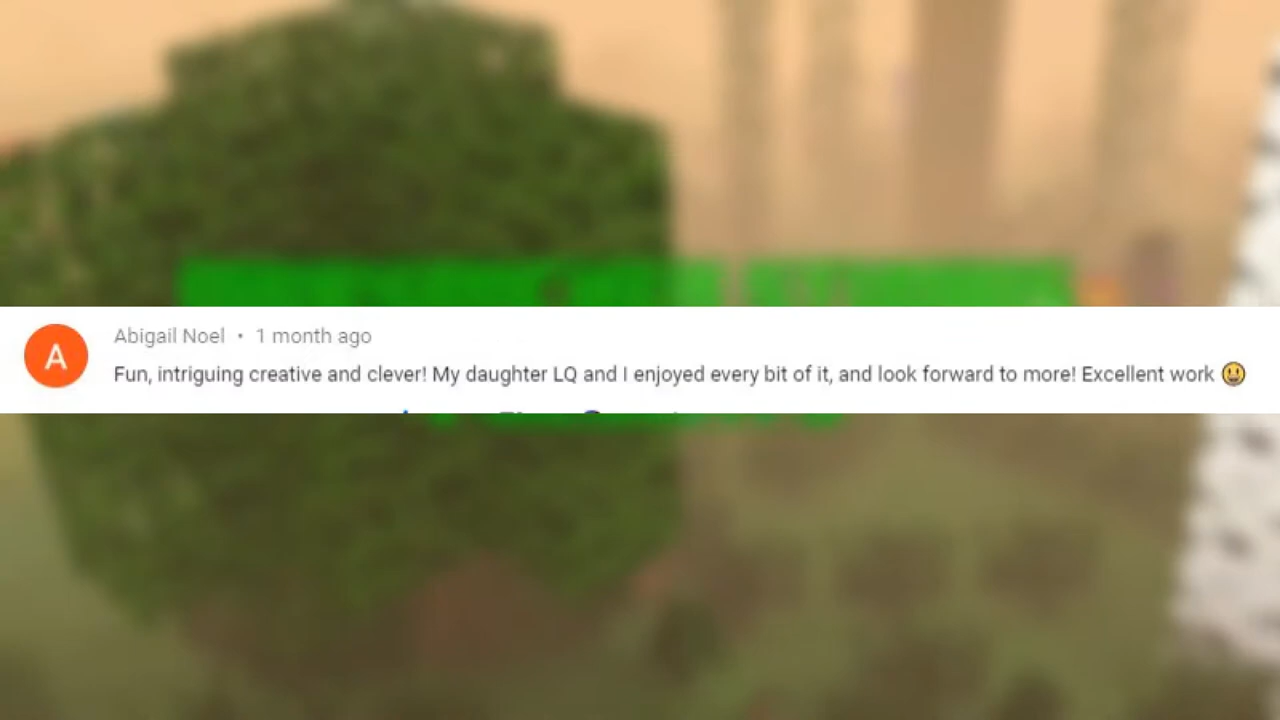 A
Abigail Noel • 1 month ago
Fun, intriguing creative and clever! My daughter LQ and I enjoyed every bit of it, and look forward to more! Excellent work 😃